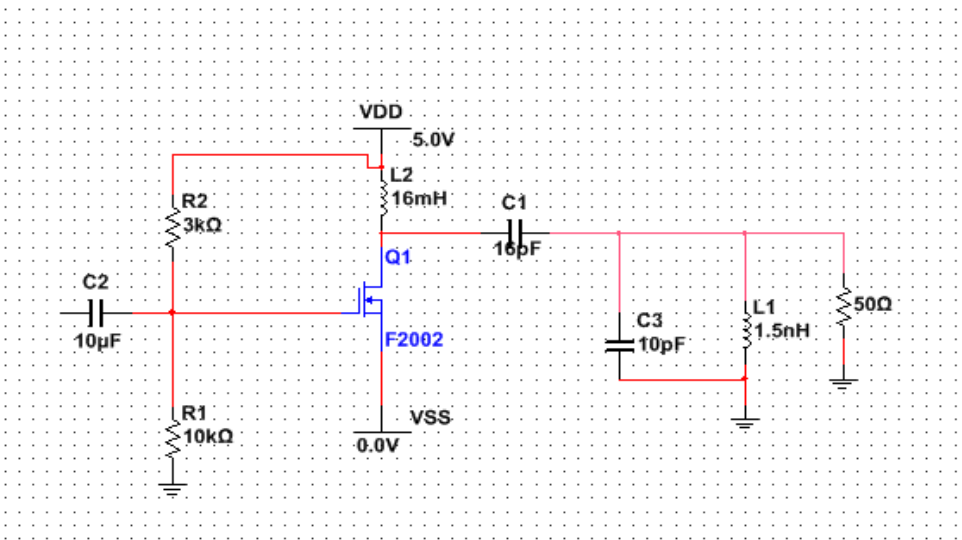 VDD
5.0V
L2
16mH
R2
3kΩ
C1
16pF
Q1
C2
10µF
F2002
C3
10pF
L1
1.5nH
50Ω
R1
10kΩ
VSS
0.0V